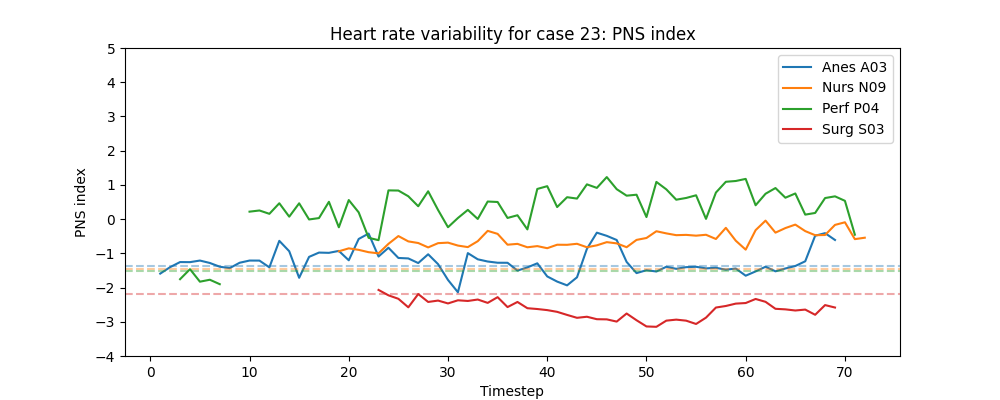 Heart rate variability for case 23: PNS index
5
4
3
2
1
0
−1
−2
−3
−4
PNS index
Anes A03
Nurs N09
Perf P04
Surg S03
0 10 20 30 40 50 60 70
Timestep